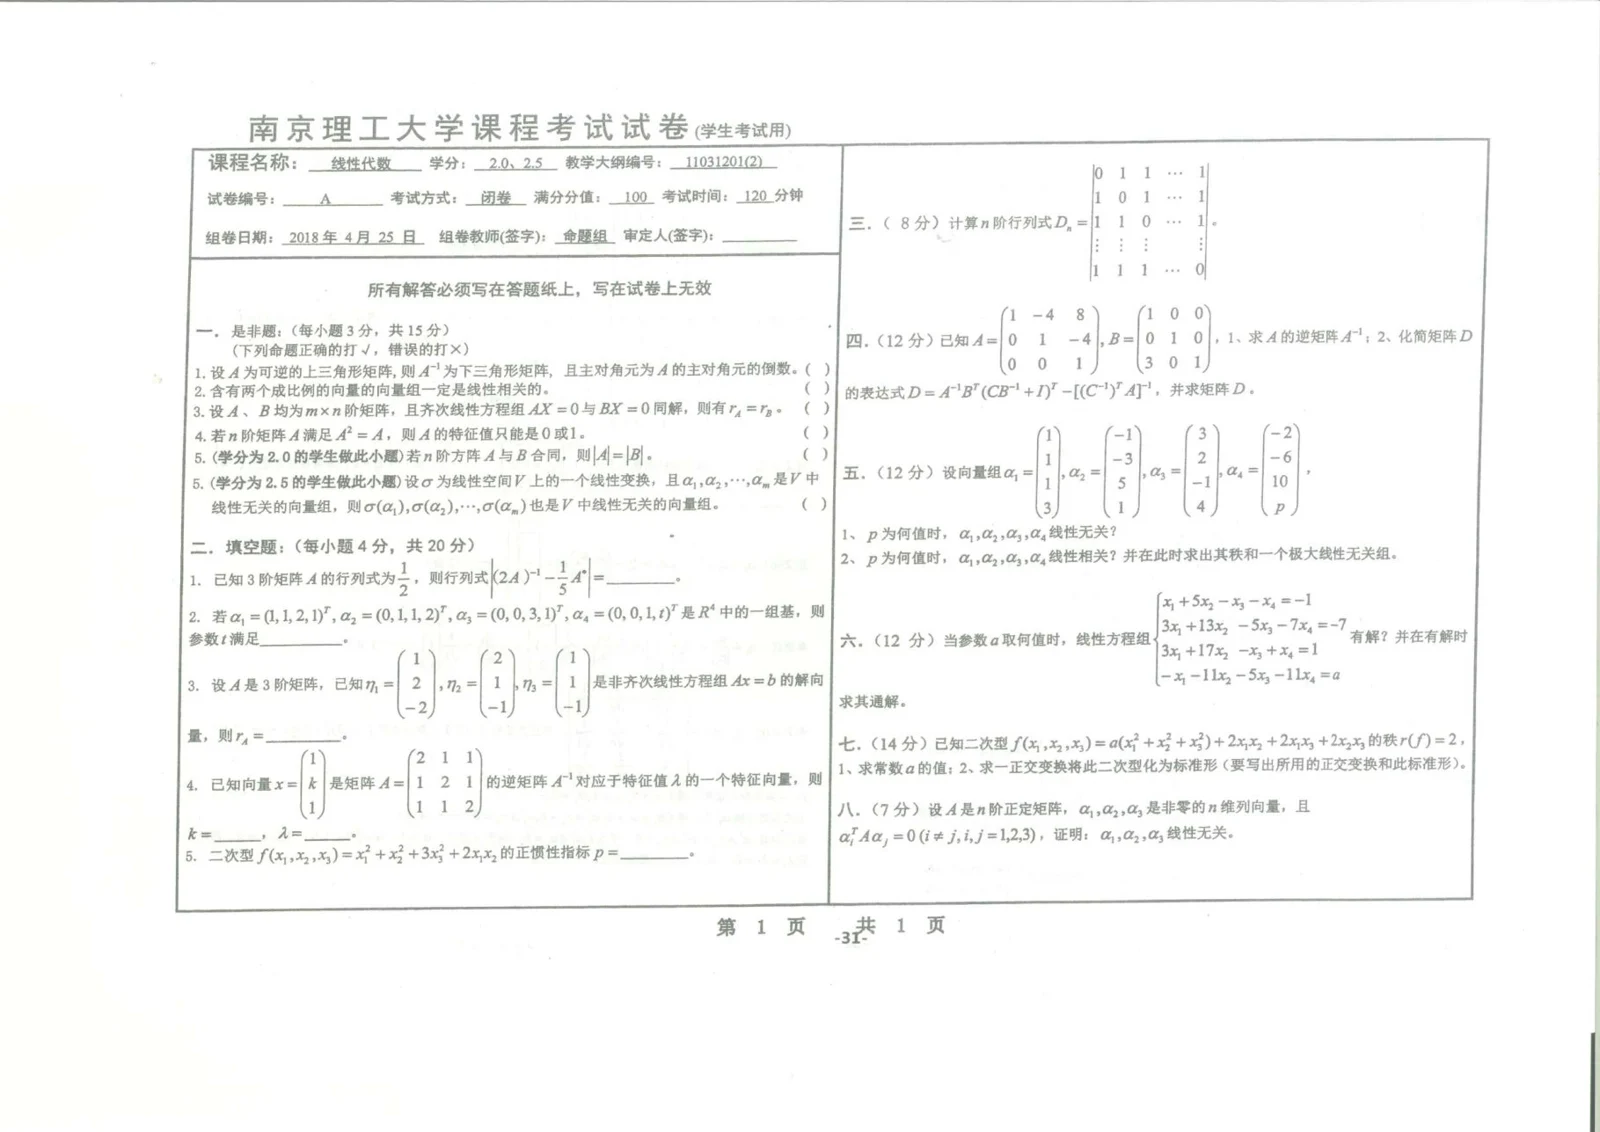 南京理工大学课程考试试卷(学生考试用)
课程名称: 线性代数 学分: 2.0、2.5 教学大纲编号: 11031201(2)
试卷编号: A 考试方式: 闭卷 满分分值: 100 考试时间: 120 分钟
组卷日期: 2018 年 4 月 25 日 组卷教师(签字): 命题组 审定人(签字):
所有解答必须写在答题纸上，写在试卷上无效
一. 是非题:（每小题 3 分，共 15 分）
(下列命题正确的打√，错误的打×)
1. 设 A 为可逆的上三角形矩阵, 则 A⁻¹ 为下三角形矩阵, 且主对角元为 A 的主对角元的倒数。( )
2. 含有两个成比例的向量的向量组一定是线性相关的。 ( )
3. 设 A、B 均为 m×n 阶矩阵，且齐次线性方程组 AX = 0 与 BX = 0 同解，则有 r_A = r_B。 ( )
4. 若 n 阶矩阵 A 满足 A² = A，则 A 的特征值只能是 0 或 1。 ( )
5. (学分为 2.0 的学生做此小题) 若 n 阶方阵 A 与 B 合同，则 |A| = |B|。 ( )
5. (学分为 2.5 的学生做此小题) 设 σ 为线性空间 V 上的一个线性变换，且 α₁,α₂,⋯,α_m 是 V 中
线性无关的向量组，则 σ(α₁),σ(α₂),⋯,σ(α_m) 也是 V 中线性无关的向量组。 ( )
二. 填空题:（每小题 4 分，共 20 分）
1. 已知 3 阶矩阵 A 的行列式为 1/2，则行列式 |(2A)⁻¹ − 1/5 A*| = ______。
2. 若 α₁ = (1,1,2,1)ᵀ, α₂ = (0,1,1,2)ᵀ, α₃ = (0,0,3,1)ᵀ, α₄ = (0,0,1,t)ᵀ 是 R⁴ 中的一组基，则
参数 t 满足______。
3. 设 A 是 3 阶矩阵，已知 η₁ = (1 2 −2), η₂ = (2 1 −1), η₃ = (1 1 −1) 是非齐次线性方程组 Ax = b 的解向
量，则 r_A = ______。
4. 已知向量 x = (1 k 1) 是矩阵 A = (2 1 1; 1 2 1; 1 1 2) 的逆矩阵 A⁻¹ 对应于特征值 λ 的一个特征向量，则
k = ______，λ = ______。
5. 二次型 f(x₁,x₂,x₃) = x₁² + x₂² + 3x₃² + 2x₁x₂ 的正惯性指标 p = ______。
三.（ 8 分）计算 n 阶行列式 Dₙ = |0 1 1 ⋯ 1; 1 0 1 ⋯ 1; 1 1 0 ⋯ 1; ⋮ ⋮ ⋮ ⋮; 1 1 1 ⋯ 0|。
四.（12 分）已知 A = (1 −4 8; 0 1 −4; 0 0 1), B = (1 0 0; 0 1 0; 3 0 1)，1、求 A 的逆矩阵 A⁻¹；2、化简矩阵 D
的表达式 D = A⁻¹Bᵀ(CB⁻¹ + I)ᵀ − [(C⁻¹)ᵀA]⁻¹，并求矩阵 D。
五.（12 分）设向量组 α₁ = (1 1 1 3), α₂ = (−1 −3 5 1), α₃ = (3 2 −1 4), α₄ = (−2 −6 10 p)，
1、 p 为何值时，α₁,α₂,α₃,α₄ 线性无关？
2、 p 为何值时，α₁,α₂,α₃,α₄ 线性相关？并在此时求出其秩和一个极大线性无关组。
六.（12 分）当参数 a 取何值时，线性方程组 { x₁ + 5x₂ − x₃ − x₄ = −1
3x₁ + 13x₂ − 5x₃ − 7x₄ = −7
3x₁ + 17x₂ − x₃ + x₄ = 1
− x₁ − 11x₂ − 5x₃ − 11x₄ = a 有解？并在有解时
求其通解。
七.（14 分）已知二次型 f(x₁,x₂,x₃) = a(x₁² + x₂² + x₃²) + 2x₁x₂ + 2x₁x₃ + 2x₂x₃ 的秩 r(f) = 2，
1、求常数 a 的值；2、求一正交变换将此二次型化为标准形（要写出所用的正交变换和此标准形）。
八.（7 分）设 A 是 n 阶正定矩阵，α₁,α₂,α₃ 是非零的 n 维列向量，且
αᵢᵀAαⱼ = 0 (i ≠ j, i, j = 1,2,3)，证明：α₁,α₂,α₃ 线性无关。
第 1 页 共 1 页
-31-